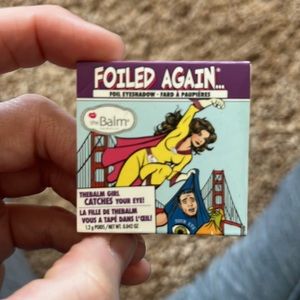 FOILED AGAIN...
FOIL EYESHADOW · FARD À PAUPIÈRES
theBalm®
THEBALM GIRL
CATCHES YOUR EYE!
LA FILLE DE THEBALM
VOUS A TAPÉ DANS L'ŒIL!
1.2 g POIDS / NET WT. 0.042 OZ